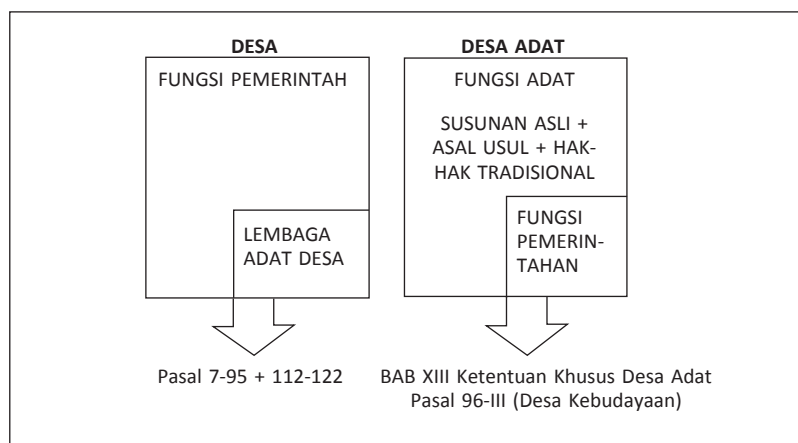 DESA
FUNGSI PEMERINTAH
LEMBAGA
ADAT DESA
Pasal 7-95 + 112-122
DESA ADAT
FUNGSI ADAT
SUSUNAN ASLI +
ASAL USUL + HAK-
HAK TRADISIONAL
FUNGSI
PEMERIN-
TAHAN
BAB XIII Ketentuan Khusus Desa Adat
Pasal 96-III (Desa Kebudayaan)